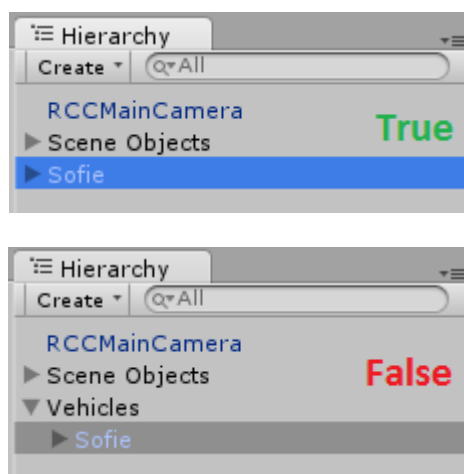 Hierarchy
Create All
RCCMainCamera
Scene Objects True
Sofie
Hierarchy
Create All
RCCMainCamera
Scene Objects False
Vehicles
Sofie